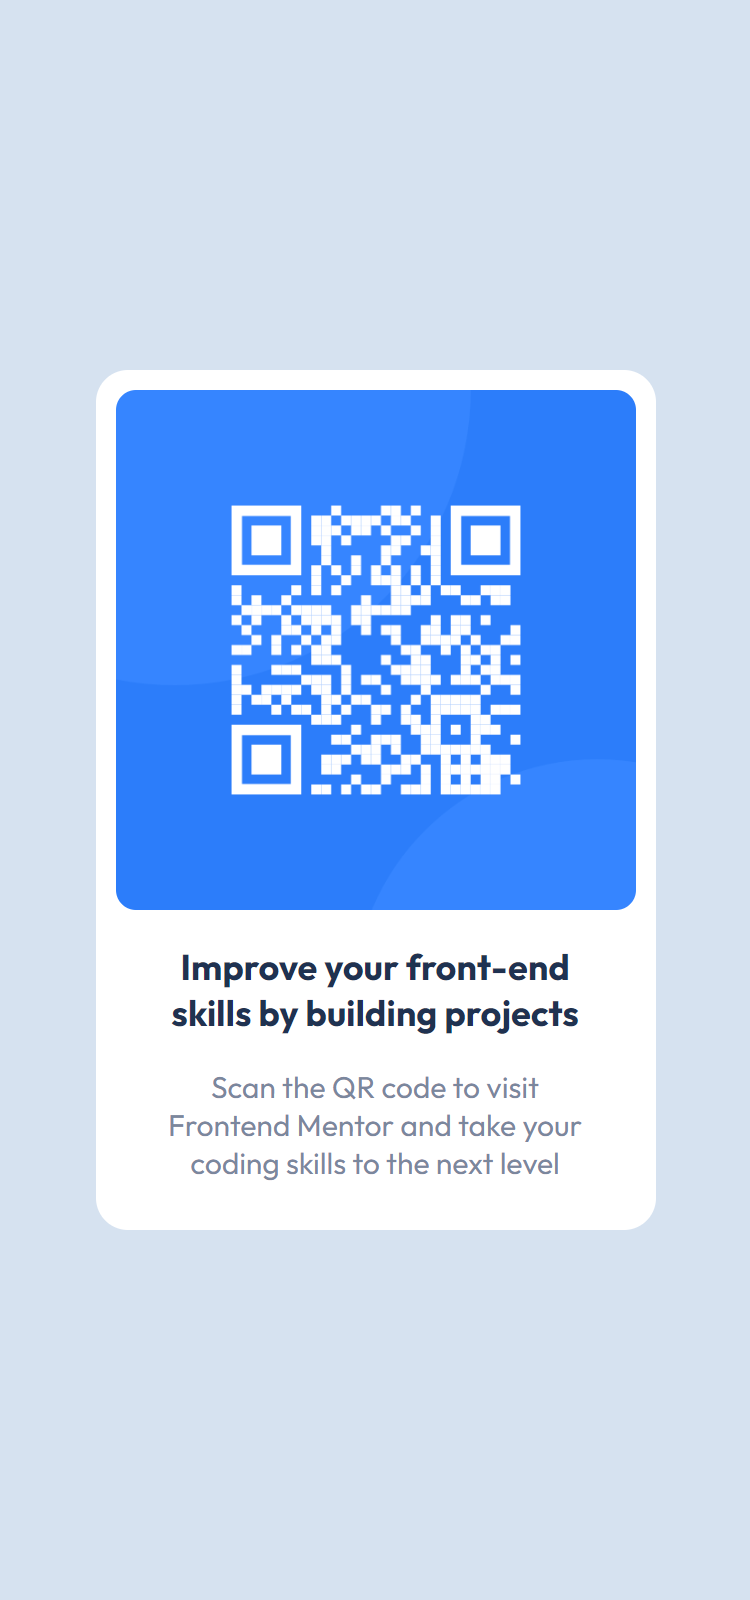 Improve your front-end
skills by building projects
Scan the QR code to visit
Frontend Mentor and take your
coding skills to the next level